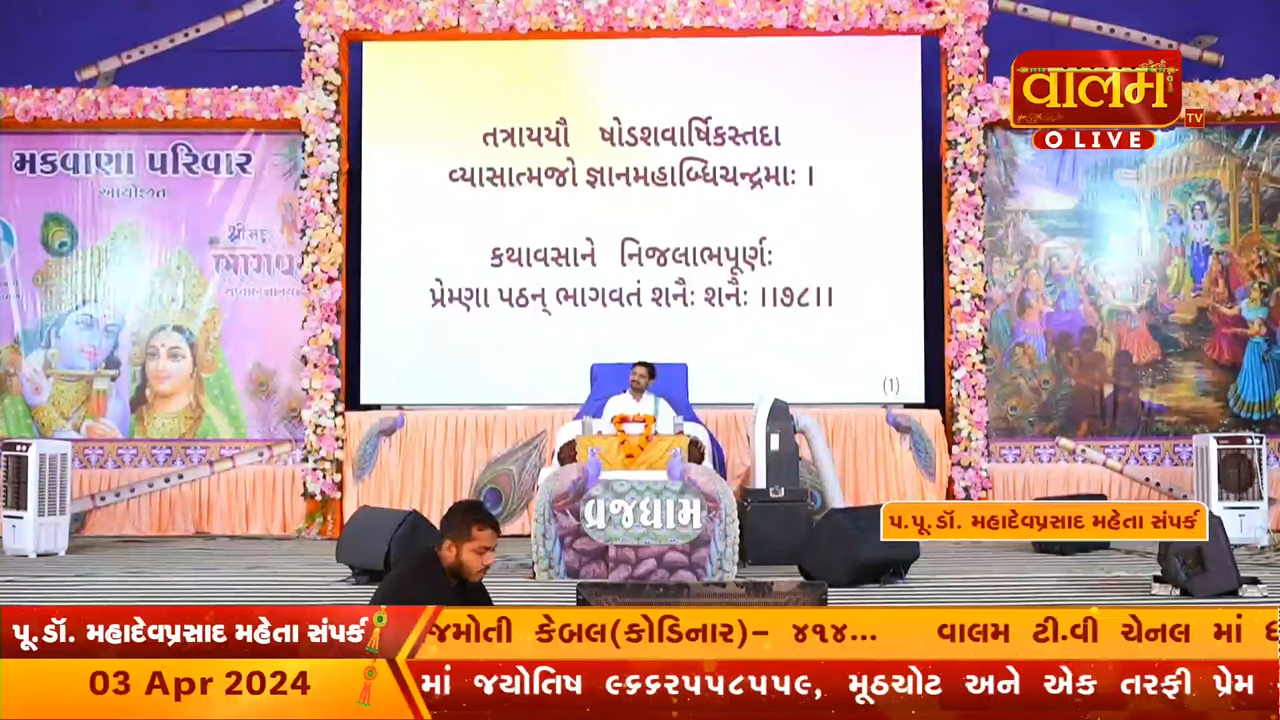 તત્રાયયૌ ષોડશવાર્ષિકસ્તદા
વ્યાસાત્મજો જ્ઞાનમહાબ્ધિચન્દ્રમાઃ ।
કથાવસાને નિજલાભપૂર્ણઃ
પ્રેમ્ણા પઠન્ ભાગવતં શનૈઃ શનૈઃ ।।૭૮।।
(1)
વાલમ
TV
LIVE
મકવાણા પરિવાર
આયોજીત
શ્રીમદ્
વ્રજધામ
પ.પૂ.ડૉ. મહાદેવપ્રસાદ મહેતા સંપર્ક
પૂ.ડૉ. મહાદેવપ્રસાદ મહેતા સંપર્ક
જમોતી કેબલ(કોડિનાર)– ૪૧૪... વાલમ ટી.વી ચેનલ માં
03 Apr 2024
માં જ્યોતિષ ૯૬૬૨૫૫૮૫૫૯, મૂઠચોટ અને એક તરફી પ્રેમ